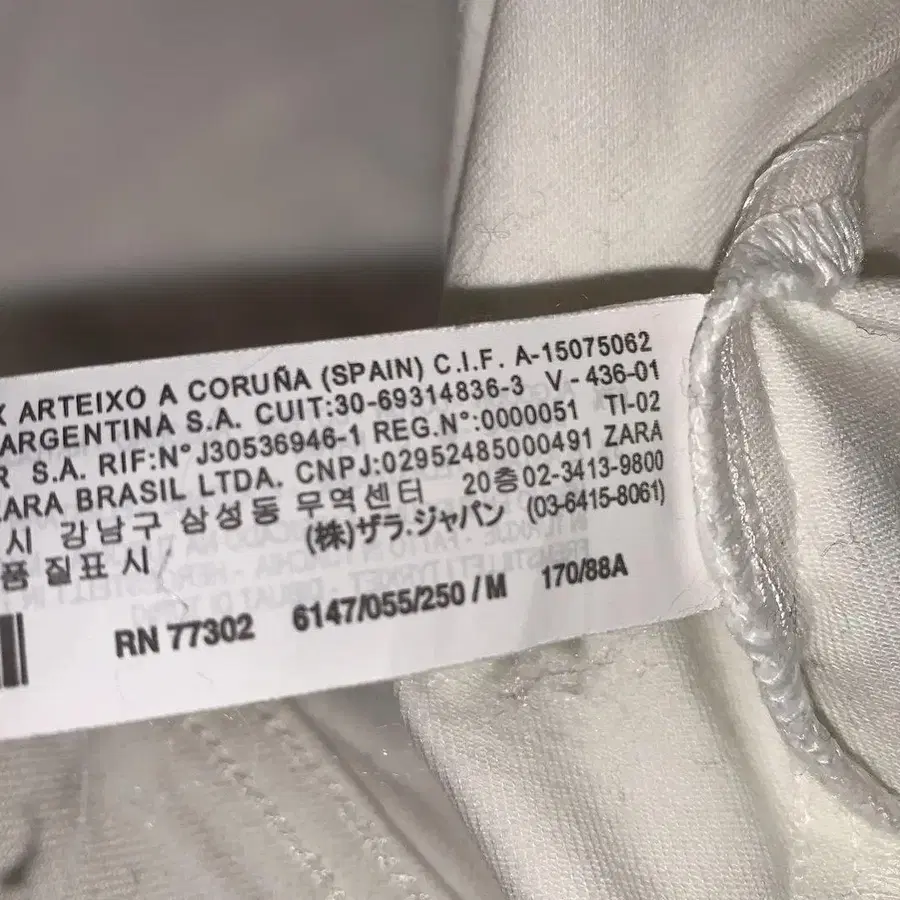 X ARTEIXO A CORUÑA (SPAIN) C.I.F. A-15075062
ARGENTINA S.A. CUIT:30-69314836-3 V-436-01
R S.A. RIF:N° J30536946-1 REG.N°:0000051 TI-02
ZARA BRASIL LTDA. CNPJ:02952485000491 ZARA
시 강남구 삼성동 무역센터 20층02-3413-9800
품 질표시 (株)ザラ.ジャパン (03-6415-8061)
RN 77302 6147/055/250 / M 170/88A